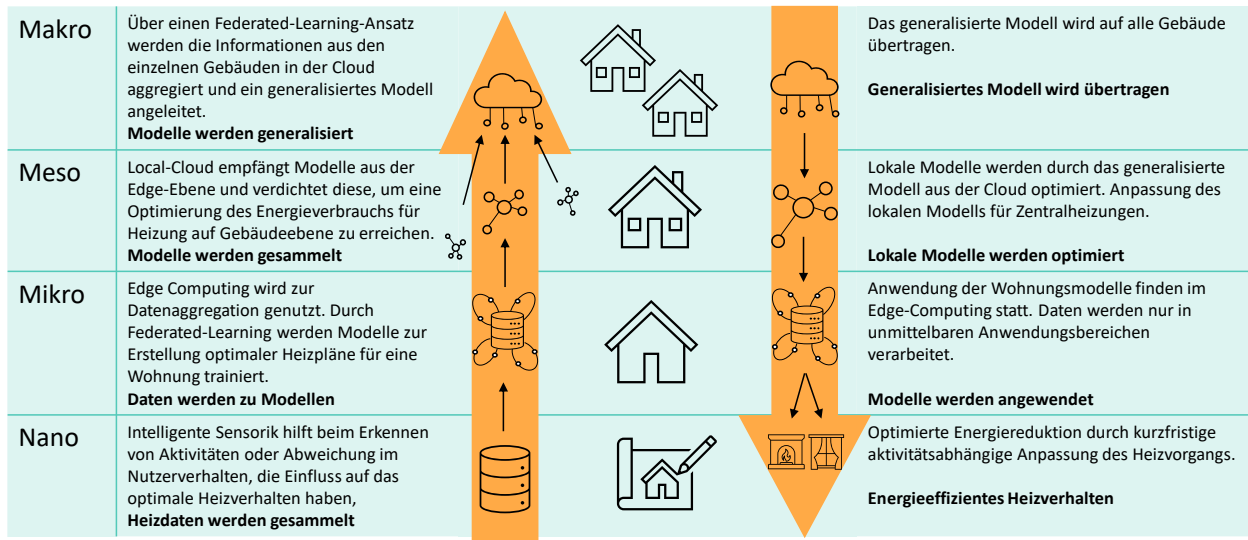 Makro
Über einen Federated-Learning-Ansatz
werden die Informationen aus den
einzelnen Gebäuden in der Cloud
aggregiert und ein generalisiertes Modell
angeleitet.
Modelle werden generalisiert
Das generalisierte Modell wird auf alle Gebäude
übertragen.
Generalisiertes Modell wird übertragen
Meso
Local-Cloud empfängt Modelle aus der
Edge-Ebene und verdichtet diese, um eine
Optimierung des Energieverbrauchs für
Heizung auf Gebäudeebene zu erreichen.
Modelle werden gesammelt
Lokale Modelle werden durch das generalisierte
Modell aus der Cloud optimiert. Anpassung des
lokalen Modells für Zentralheizungen.
Lokale Modelle werden optimiert
Mikro
Edge Computing wird zur
Datenaggregation genutzt. Durch
Federated-Learning werden Modelle zur
Erstellung optimaler Heizpläne für eine
Wohnung trainiert.
Daten werden zu Modellen
Anwendung der Wohnungsmodelle finden im
Edge-Computing statt. Daten werden nur in
unmittelbaren Anwendungsbereichen
verarbeitet.
Modelle werden angewendet
Nano
Intelligente Sensorik hilft beim Erkennen
von Aktivitäten oder Abweichung im
Nutzerverhalten, die Einfluss auf das
optimale Heizverhalten haben,
Heizdaten werden gesammelt
Optimierte Energiereduktion durch kurzfristige
aktivitätsabhängige Anpassung des Heizvorgangs.
Energieeffizientes Heizverhalten